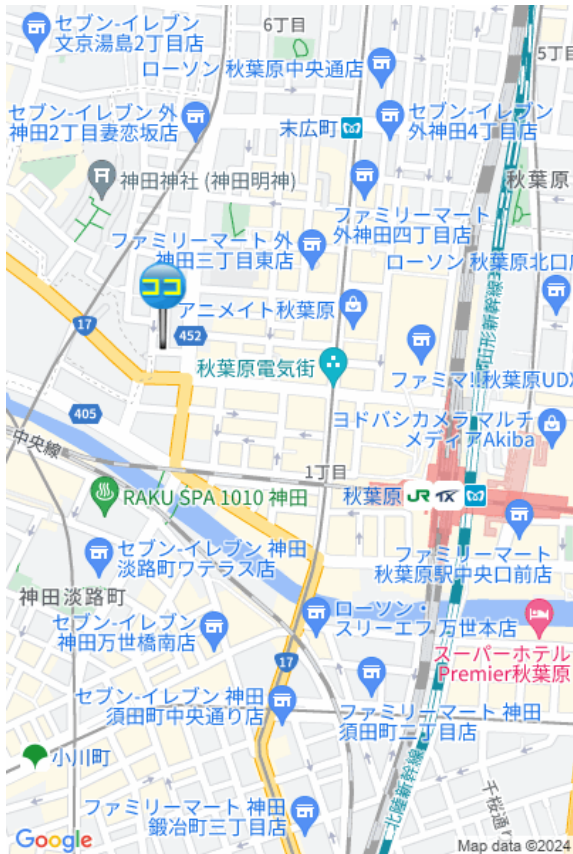 セブン-イレブン
文京湯島2丁目店
6丁目
ローソン 秋葉原中央通店
5丁目
セブン-イレブン 外
神田2丁目妻恋坂店
末広町
セブン-イレブン
外神田4丁目店
神田神社 (神田明神)
秋葉原
ファミリーマート
外神田四丁目店
ファミリーマート 外
神田三丁目東店
ローソン 秋葉原北口店
ココ
アニメイト秋葉原
山形新幹線
17
452
秋葉原電気街
ファミマ!!秋葉原UDX
405
ヨドバシカメラ マルチ
メディアAkiba
中央線
1丁目
秋葉原
JR
TX
RAKU SPA 1010 神田
セブン-イレブン 神田
淡路町ワテラス店
ファミリーマート
秋葉原駅中央口前店
神田淡路町
セブン-イレブン
神田万世橋南店
ローソン・
スリーエフ 万世本店
スーパーホテル
Premier秋葉原
17
セブン-イレブン 神田
須田町中央通り店
ファミリーマート 神田
須田町二丁目店
小川町
北陸新幹線
千桜通り
ファミリーマート 神田
鍛冶町三丁目店
Google
Map data ©2024